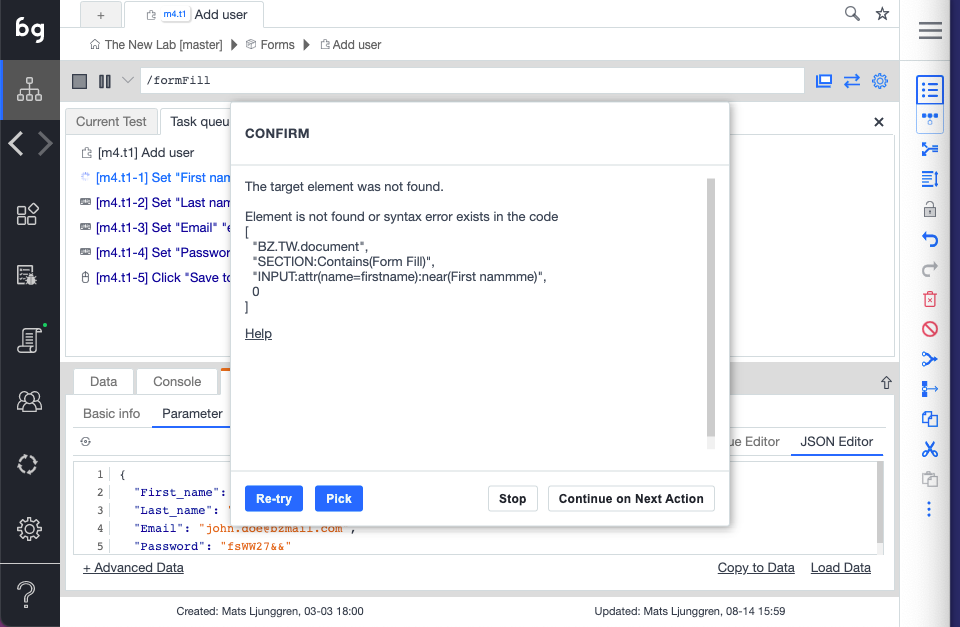 bg
+
m4.t1 Add user
The New Lab [master] Forms Add user
/formFill
Current Test Task queu
CONFIRM
The target element was not found.
Element is not found or syntax error exists in the code
[
"BZ.TW.document",
"SECTION:Contains(Form Fill)",
"INPUT:attr(name=firstname):near(First nammme)",
0
]
Help
Re-try Pick Stop Continue on Next Action
[m4.t1] Add user
[m4.t1-1] Set "First nam
[m4.t1-2] Set "Last nam
[m4.t1-3] Set "Email" "e
[m4.t1-4] Set "Passwor
[m4.t1-5] Click "Save to
Data Console
Basic info Parameter ue Editor JSON Editor
1 {
2 "First_name":
3 "Last_name": "
4 "Email": "john.doe@bzmail.com",
5 "Password": "fsWW27&&"
+ Advanced Data Copy to Data Load Data
Created: Mats Ljunggren, 03-03 18:00 Updated: Mats Ljunggren, 08-14 15:59